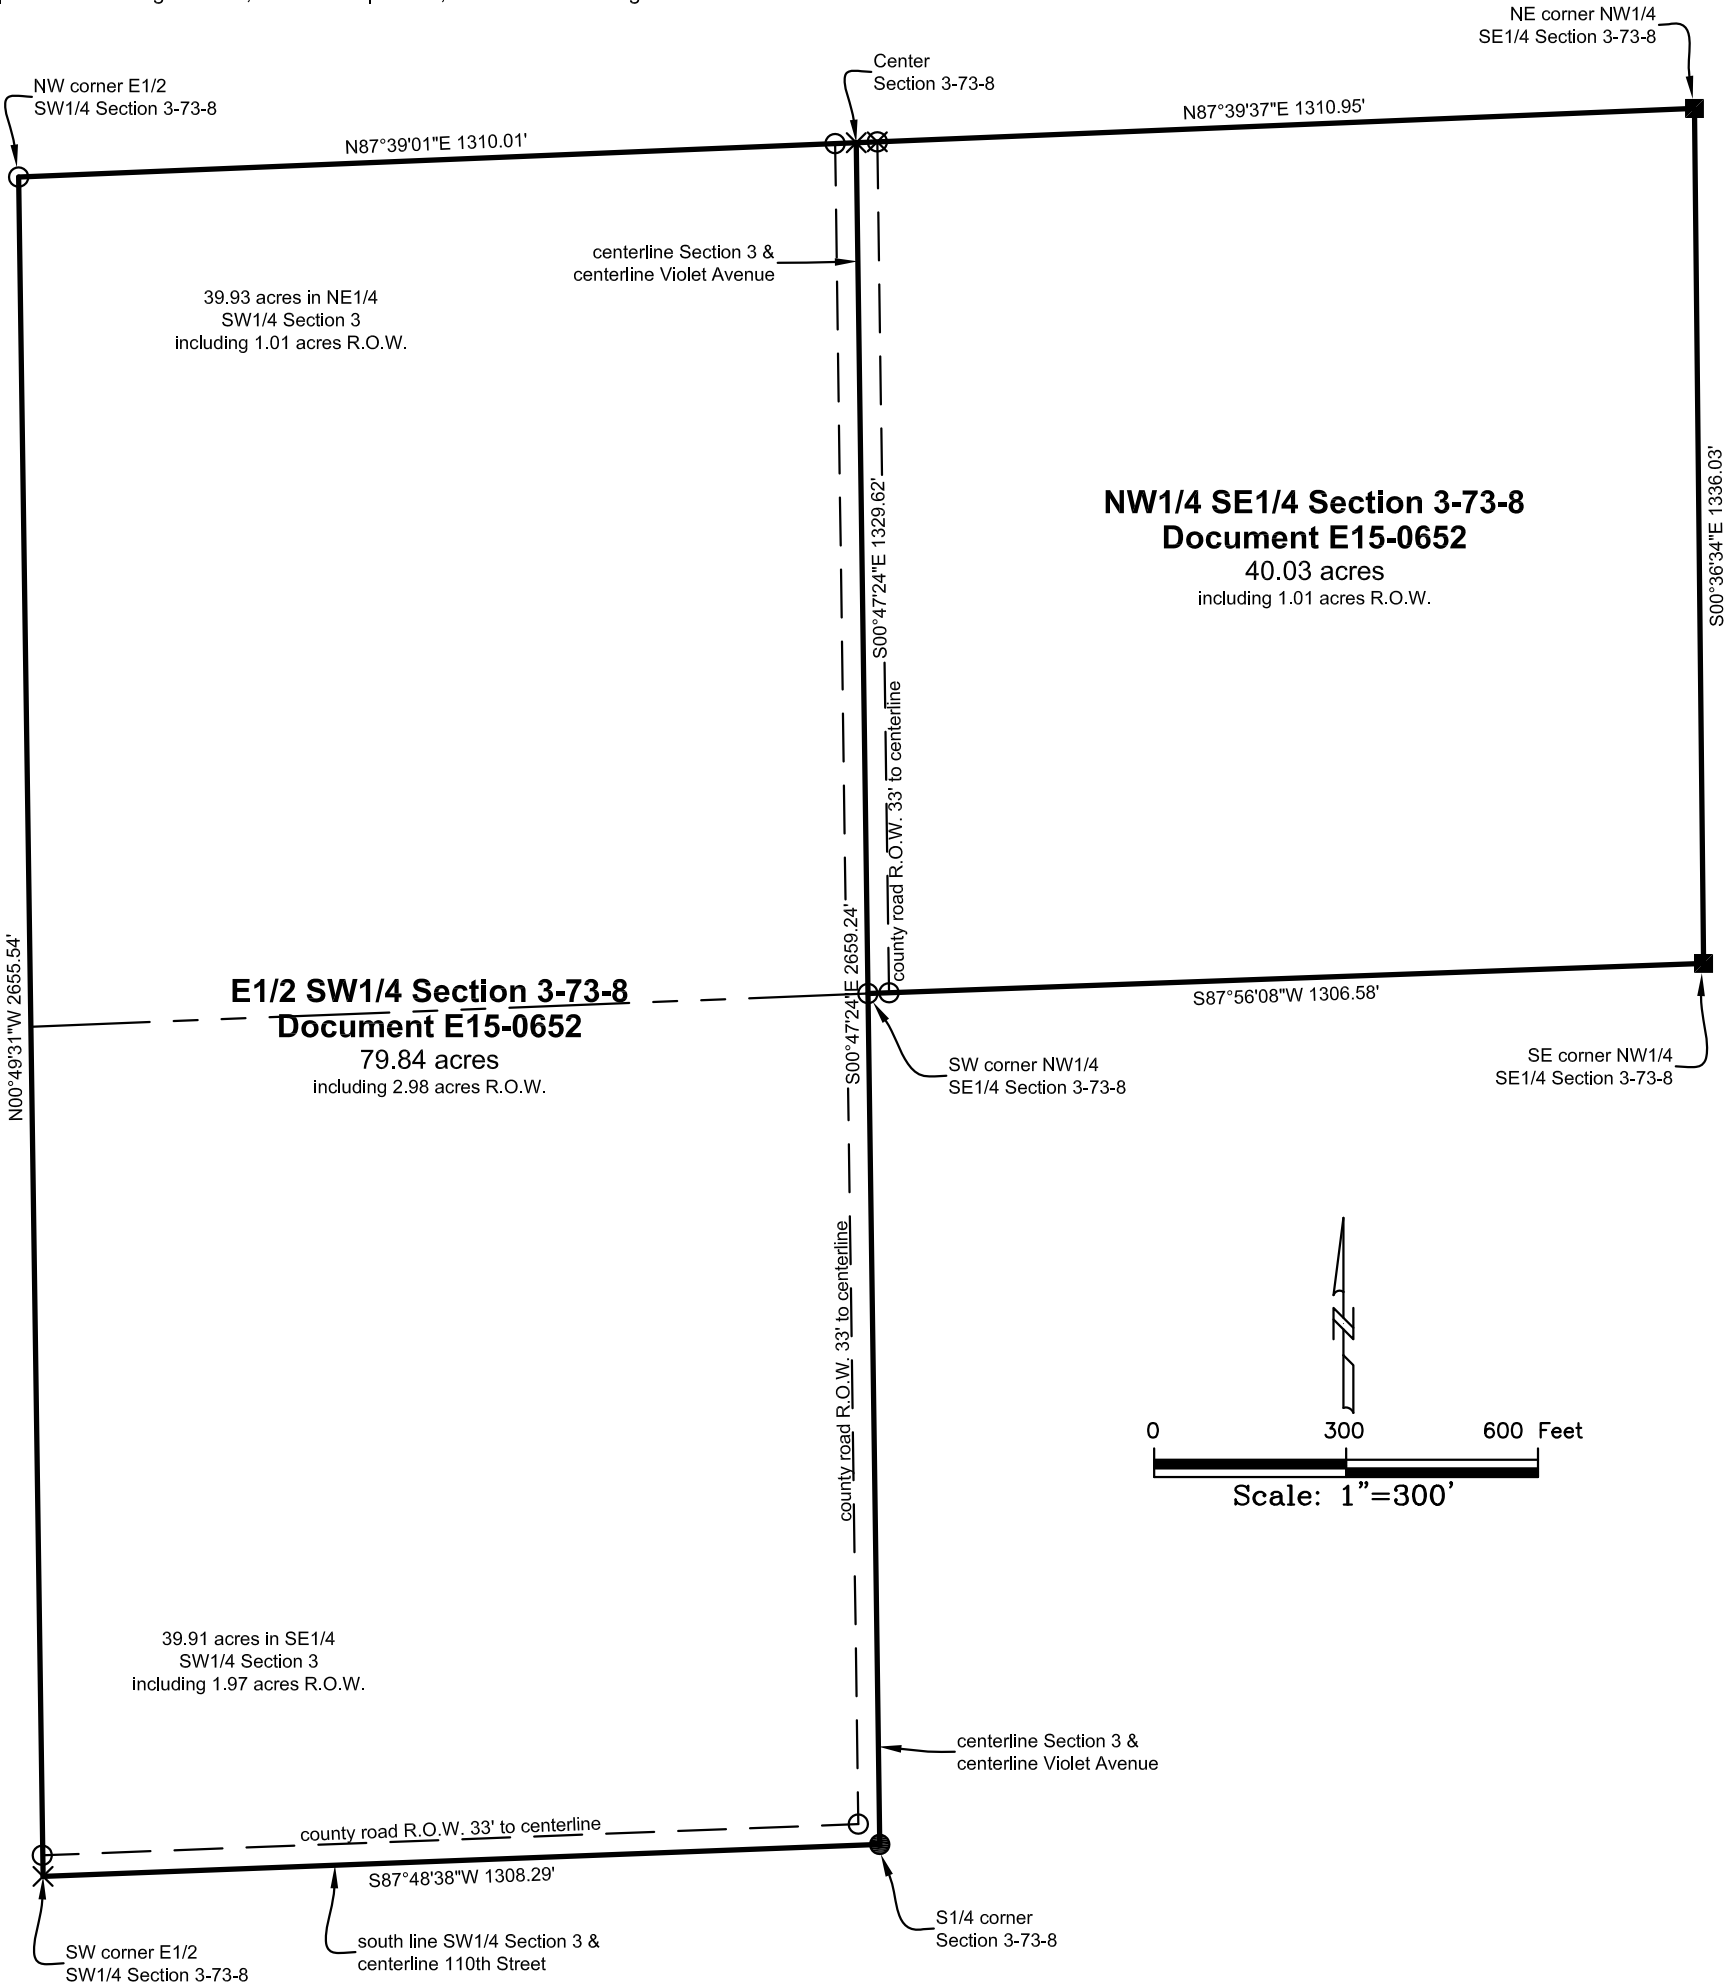 NE corner NW1/4
SE1/4 Section 3-73-8
Center
Section 3-73-8
NW corner E1/2
SW1/4 Section 3-73-8
N87°39'01"E 1310.01'
N87°39'37"E 1310.95'
centerline Section 3 &
centerline Violet Avenue
39.93 acres in NE1/4
SW1/4 Section 3
including 1.01 acres R.O.W.
S00°47'24"E 1329.62'
NW1/4 SE1/4 Section 3-73-8
Document E15-0652
40.03 acres
including 1.01 acres R.O.W.
S00°36'34"E 1336.03'
county road R.O.W. 33' to centerline
N00°49'31"W 2655.54'
E1/2 SW1/4 Section 3-73-8
Document E15-0652
79.84 acres
including 2.98 acres R.O.W.
S00°47'24"E 2659.24'
S87°56'08"W 1306.58'
SW corner NW1/4
SE1/4 Section 3-73-8
SE corner NW1/4
SE1/4 Section 3-73-8
county road R.O.W. 33' to centerline
N
0 300 600 Feet
Scale: 1"=300'
39.91 acres in SE1/4
SW1/4 Section 3
including 1.97 acres R.O.W.
centerline Section 3 &
centerline Violet Avenue
county road R.O.W. 33' to centerline
S87°48'38"W 1308.29'
S1/4 corner
Section 3-73-8
SW corner E1/2
SW1/4 Section 3-73-8
south line SW1/4 Section 3 &
centerline 110th Street